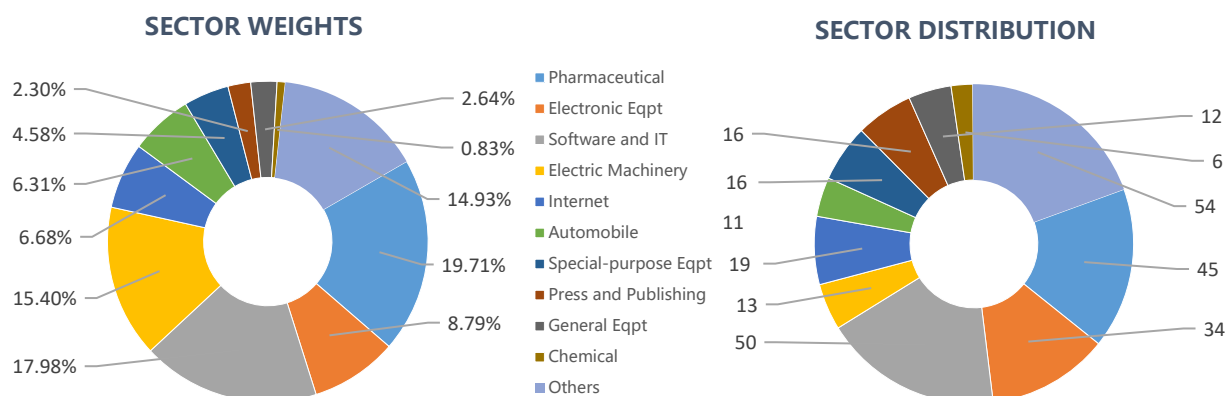 SECTOR WEIGHTS
2.30%
4.58%
6.31%
6.68%
15.40%
17.98%
2.64%
0.83%
14.93%
19.71%
8.79%
Pharmaceutical
Electronic Eqpt
Software and IT
Electric Machinery
Internet
Automobile
Special-purpose Eqpt
Press and Publishing
General Eqpt
Chemical
Others
SECTOR DISTRIBUTION
16
16
11
19
13
50
12
6
54
45
34